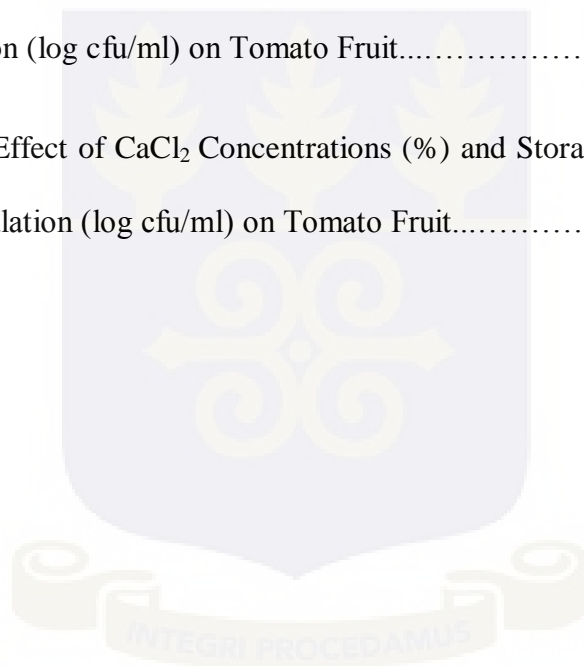 on (log cfu/ml) on Tomato Fruit...……………
Effect of CaCl₂ Concentrations (%) and Stora
lation (log cfu/ml) on Tomato Fruit...…………
INTEGRI PROCEDAMUS